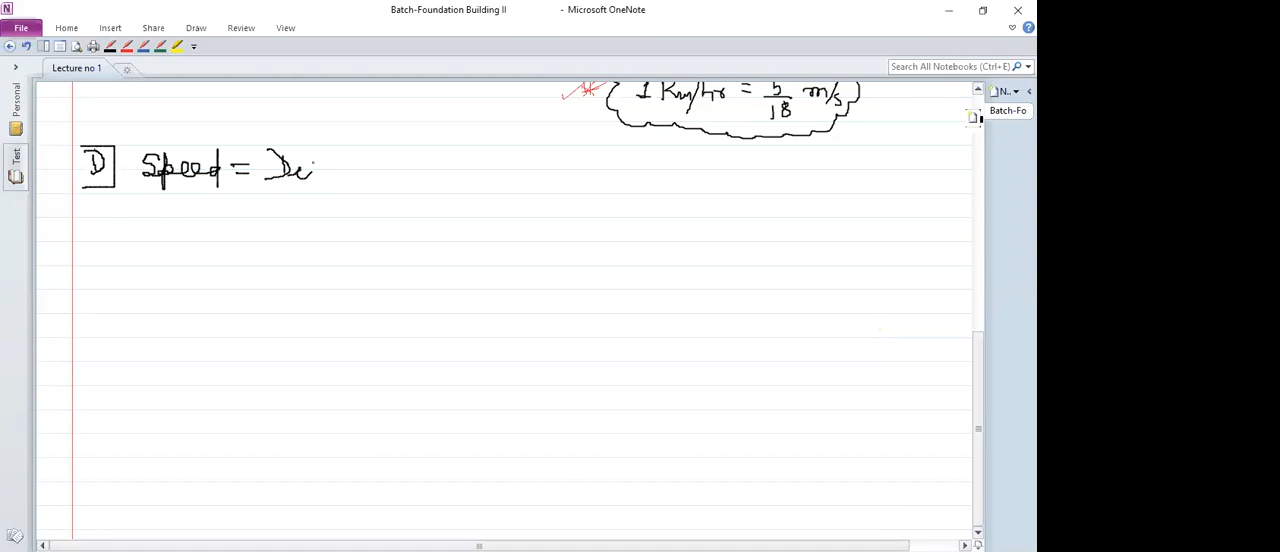 Batch-Foundation Building II - Microsoft OneNote
File Home Insert Share Draw Review View
Lecture no 1
Search All Notebooks (Ctrl+E)
Personal
Test
N..
Batch-Fo
1 Km/Hr = 5/18 m/s
D Speed = Di